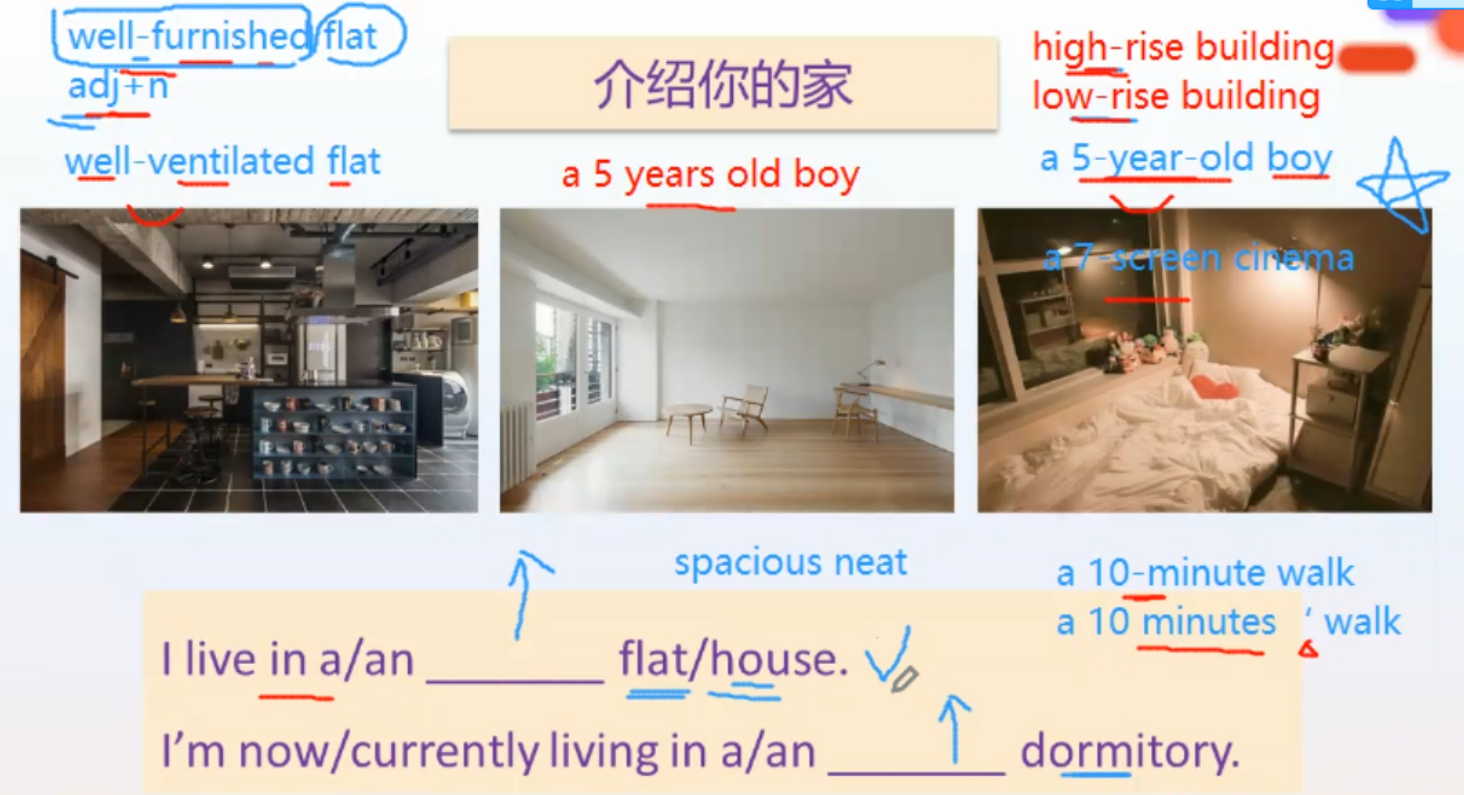 well-furnished/flat
adj+n
well-ventilated flat
介绍你的家
a 5 years old boy
high-rise building
low-rise building
a 5-year-old boy
a 7-screen cinema
spacious neat
a 10-minute walk
a 10 minutes ‘ walk
I live in a/an ________ flat/house.
I’m now/currently living in a/an ________ dormitory.